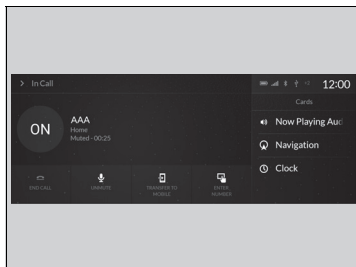 In Call
12:00
Cards
ON
AAA
Home
Muted - 00:25
Now Playing Aud
Navigation
Clock
END CALL
UNMUTE
TRANSFER TO
MOBILE
ENTER
NUMBER